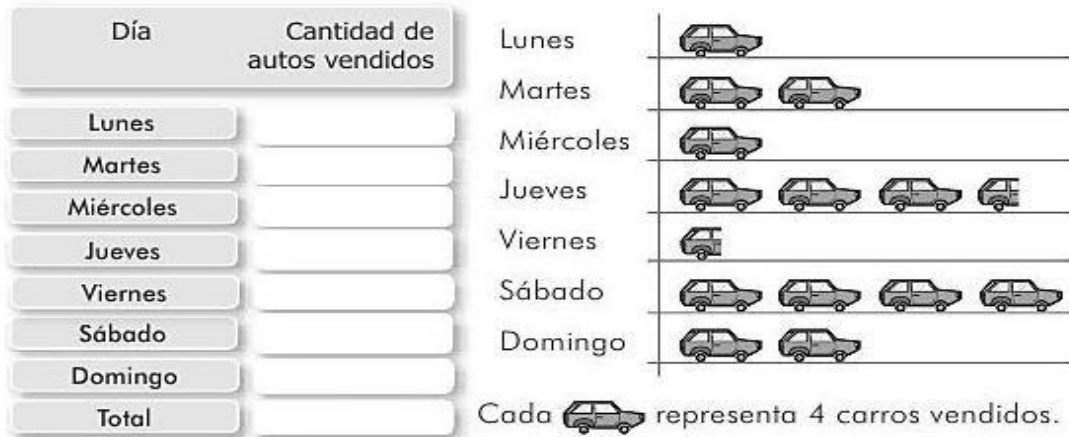 Día
Cantidad de
autos vendidos
Lunes
Martes
Miércoles
Jueves
Viernes
Sábado
Domingo
Total
Lunes
Martes
Miércoles
Jueves
Viernes
Sábado
Domingo
Cada representa 4 carros vendidos.